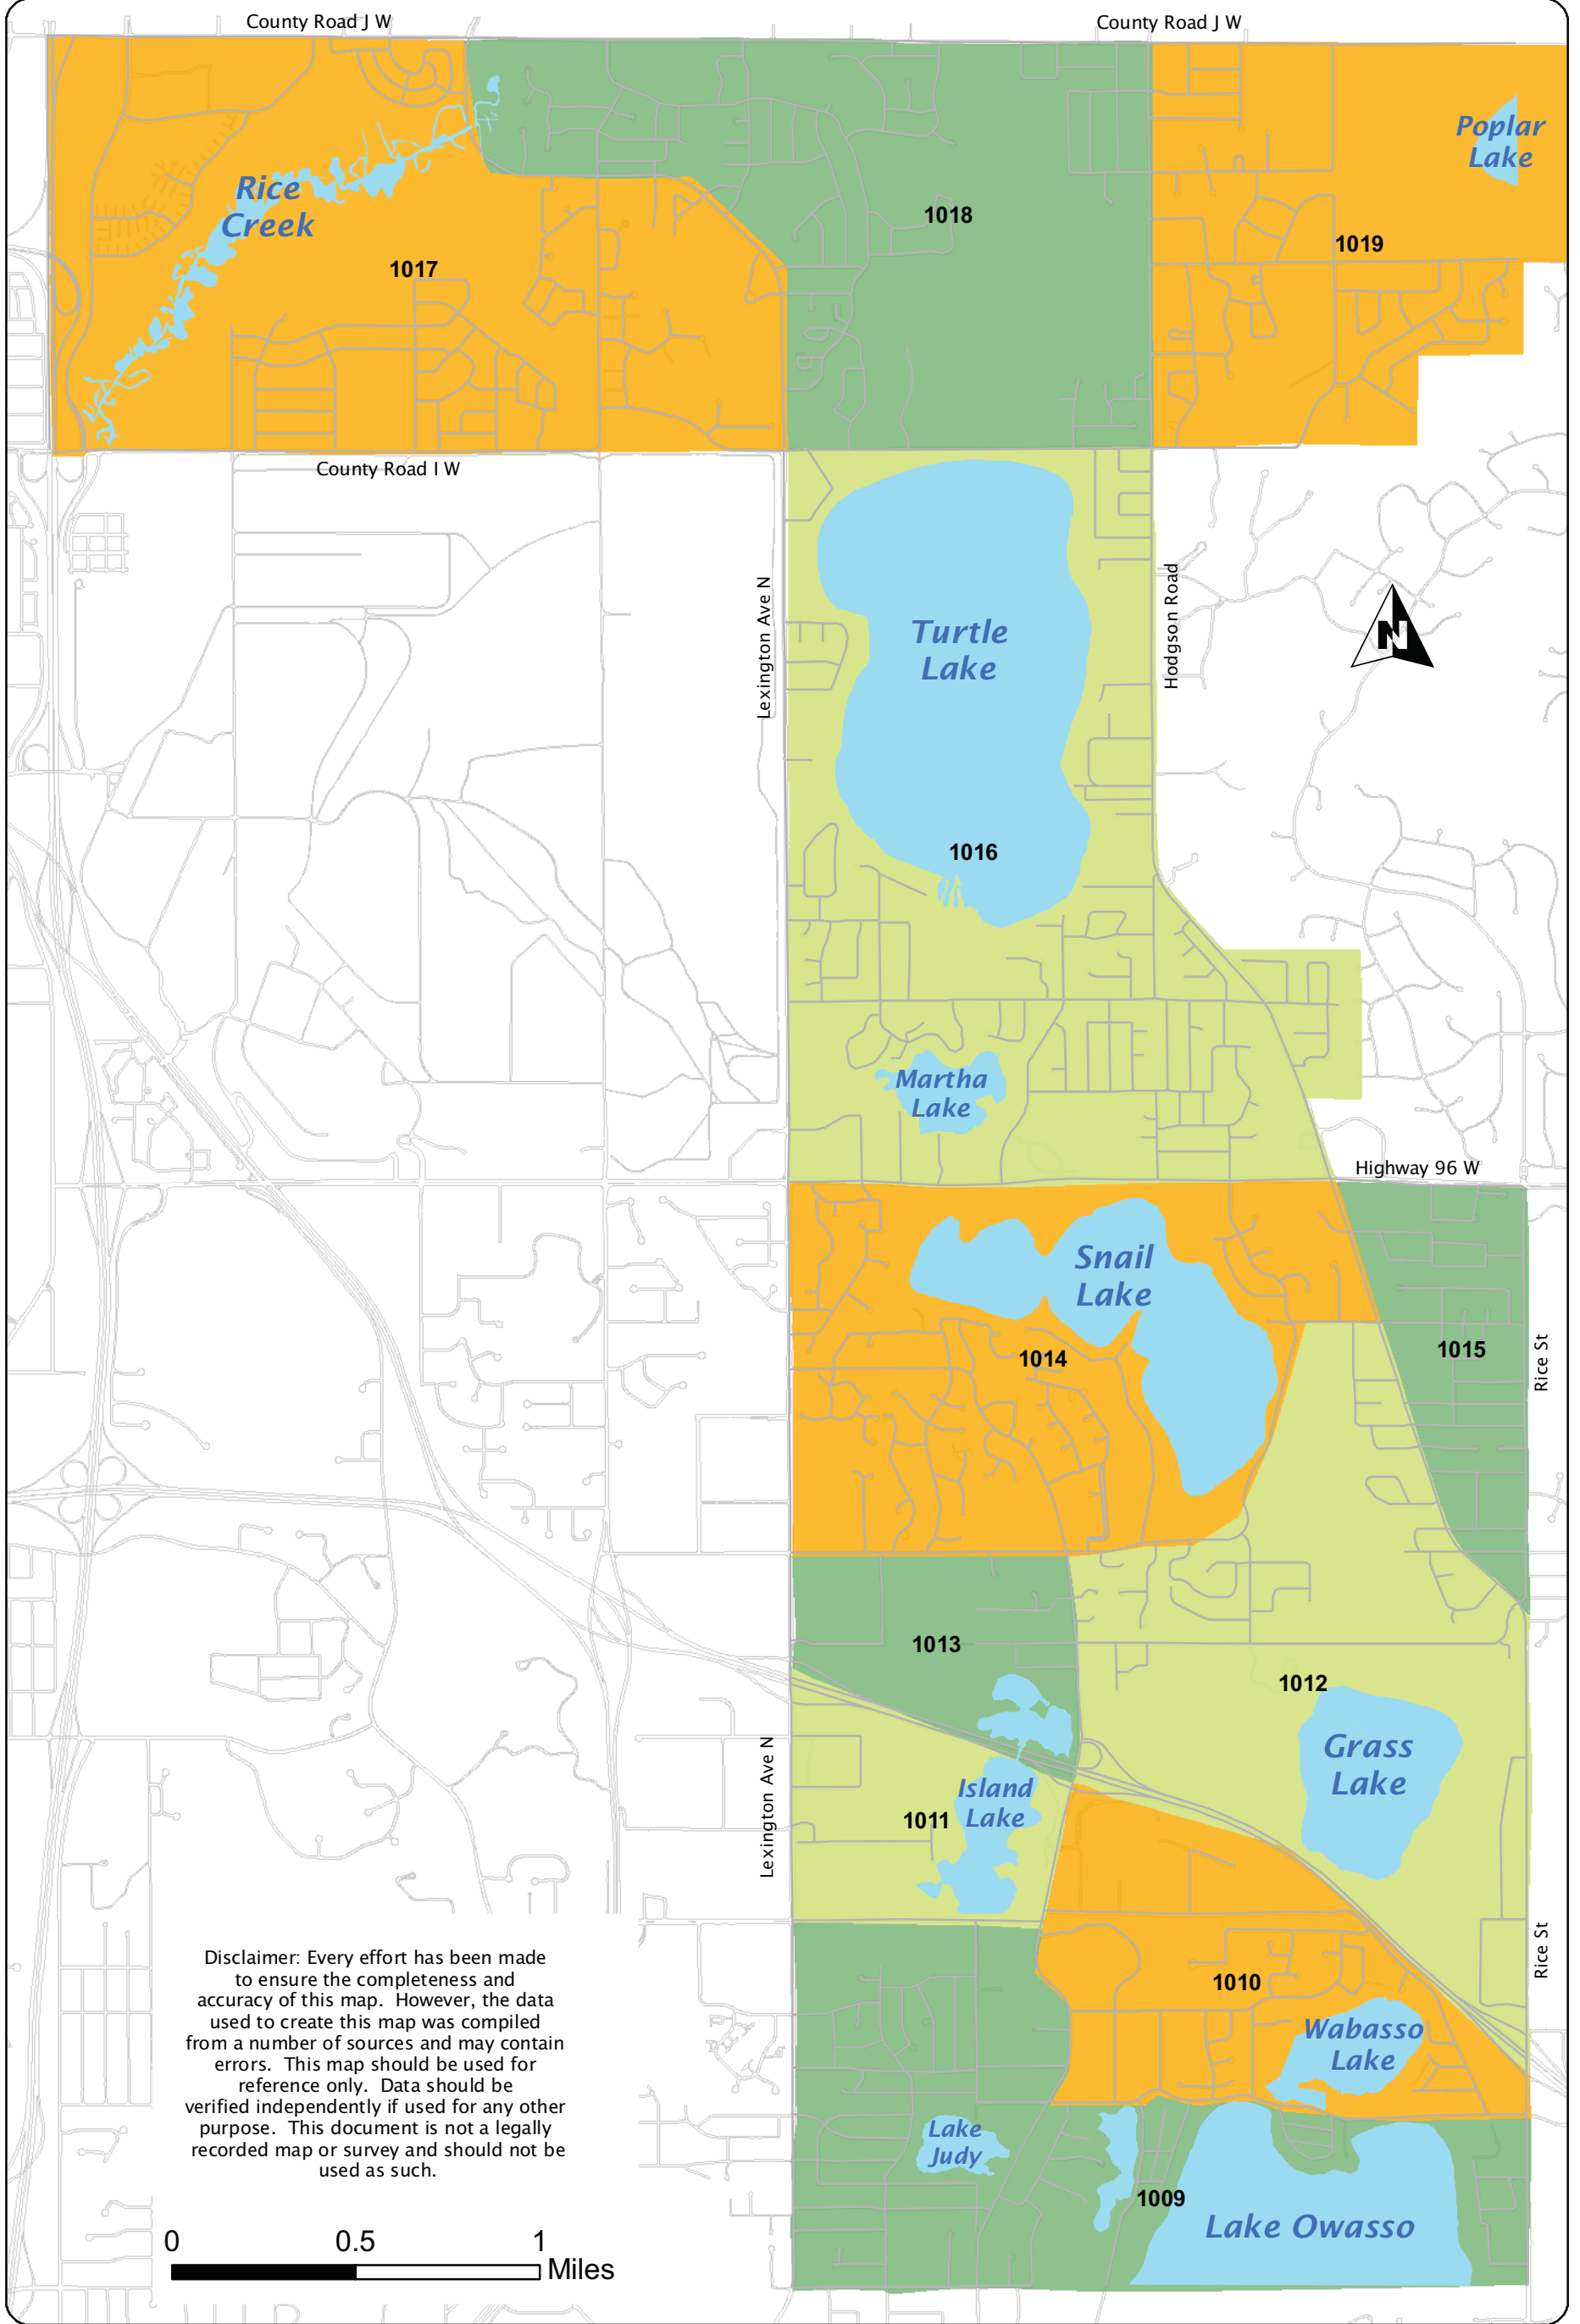 County Road J W
County Road J W
Poplar
Lake
Rice
Creek
1018
1019
1017
County Road I W
Lexington Ave N
Hodgson Road
Turtle
Lake
N
1016
Martha
Lake
Highway 96 W
Snail
Lake
1014
1015
Rice St
1013
1012
Grass
Lake
Lexington Ave N
Island
Lake
1011
Rice St
1010
Wabasso
Lake
Disclaimer: Every effort has been made
to ensure the completeness and
accuracy of this map. However, the data
used to create this map was compiled
from a number of sources and may contain
errors. This map should be used for
reference only. Data should be
verified independently if used for any other
purpose. This document is not a legally
recorded map or survey and should not be
used as such.
Lake
Judy
1009
Lake Owasso
0 0.5 1
Miles